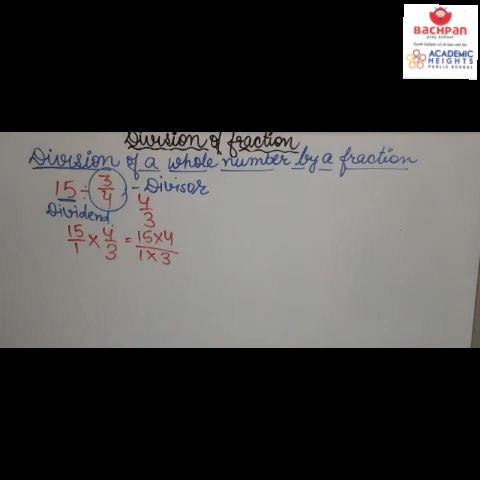 BACHPAN
play school
ACADEMIC
HEIGHTS
PUBLIC SCHOOL
Division of fraction
Division of a whole number by a fraction
15 ÷ 3/4 - Divisor
Dividend 4/3
15/1 × 4/3 = 15×4/1×3